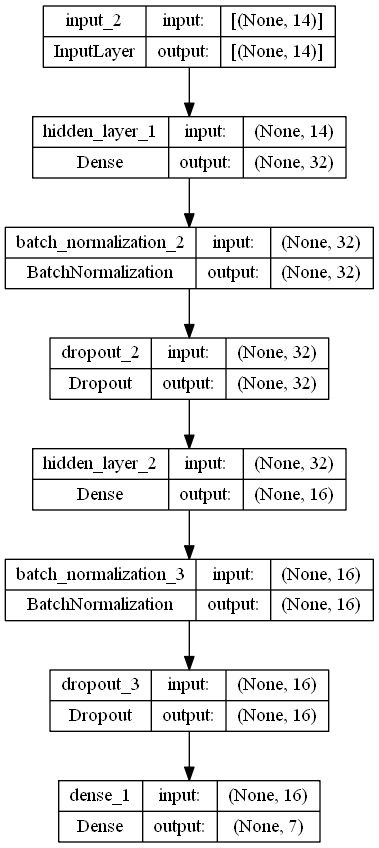 input_2 input: [(None, 14)]
InputLayer output: [(None, 14)]
hidden_layer_1 input: (None, 14)
Dense output: (None, 32)
batch_normalization_2 input: (None, 32)
BatchNormalization output: (None, 32)
dropout_2 input: (None, 32)
Dropout output: (None, 32)
hidden_layer_2 input: (None, 32)
Dense output: (None, 16)
batch_normalization_3 input: (None, 16)
BatchNormalization output: (None, 16)
dropout_3 input: (None, 16)
Dropout output: (None, 16)
dense_1 input: (None, 16)
Dense output: (None, 7)